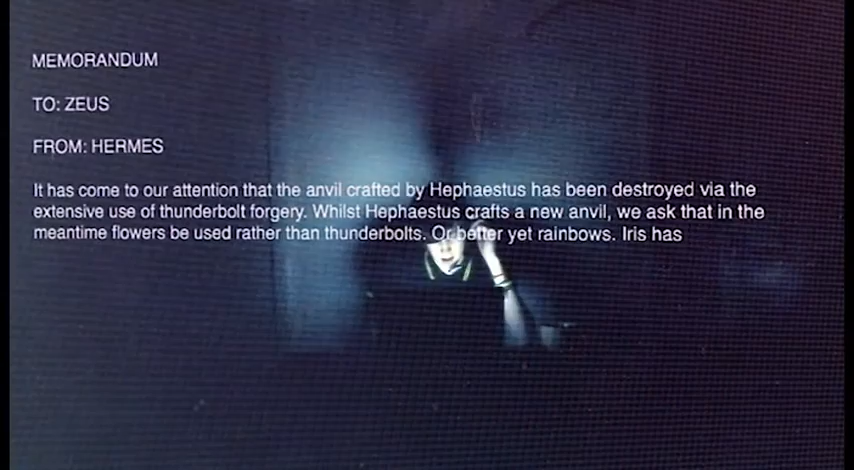 MEMORANDUM
TO: ZEUS
FROM: HERMES
It has come to our attention that the anvil crafted by Hephaestus has been destroyed via the
extensive use of thunderbolt forgery. Whilst Hephaestus crafts a new anvil, we ask that in the
meantime flowers be used rather than thunderbolts. Or better yet rainbows. Iris has